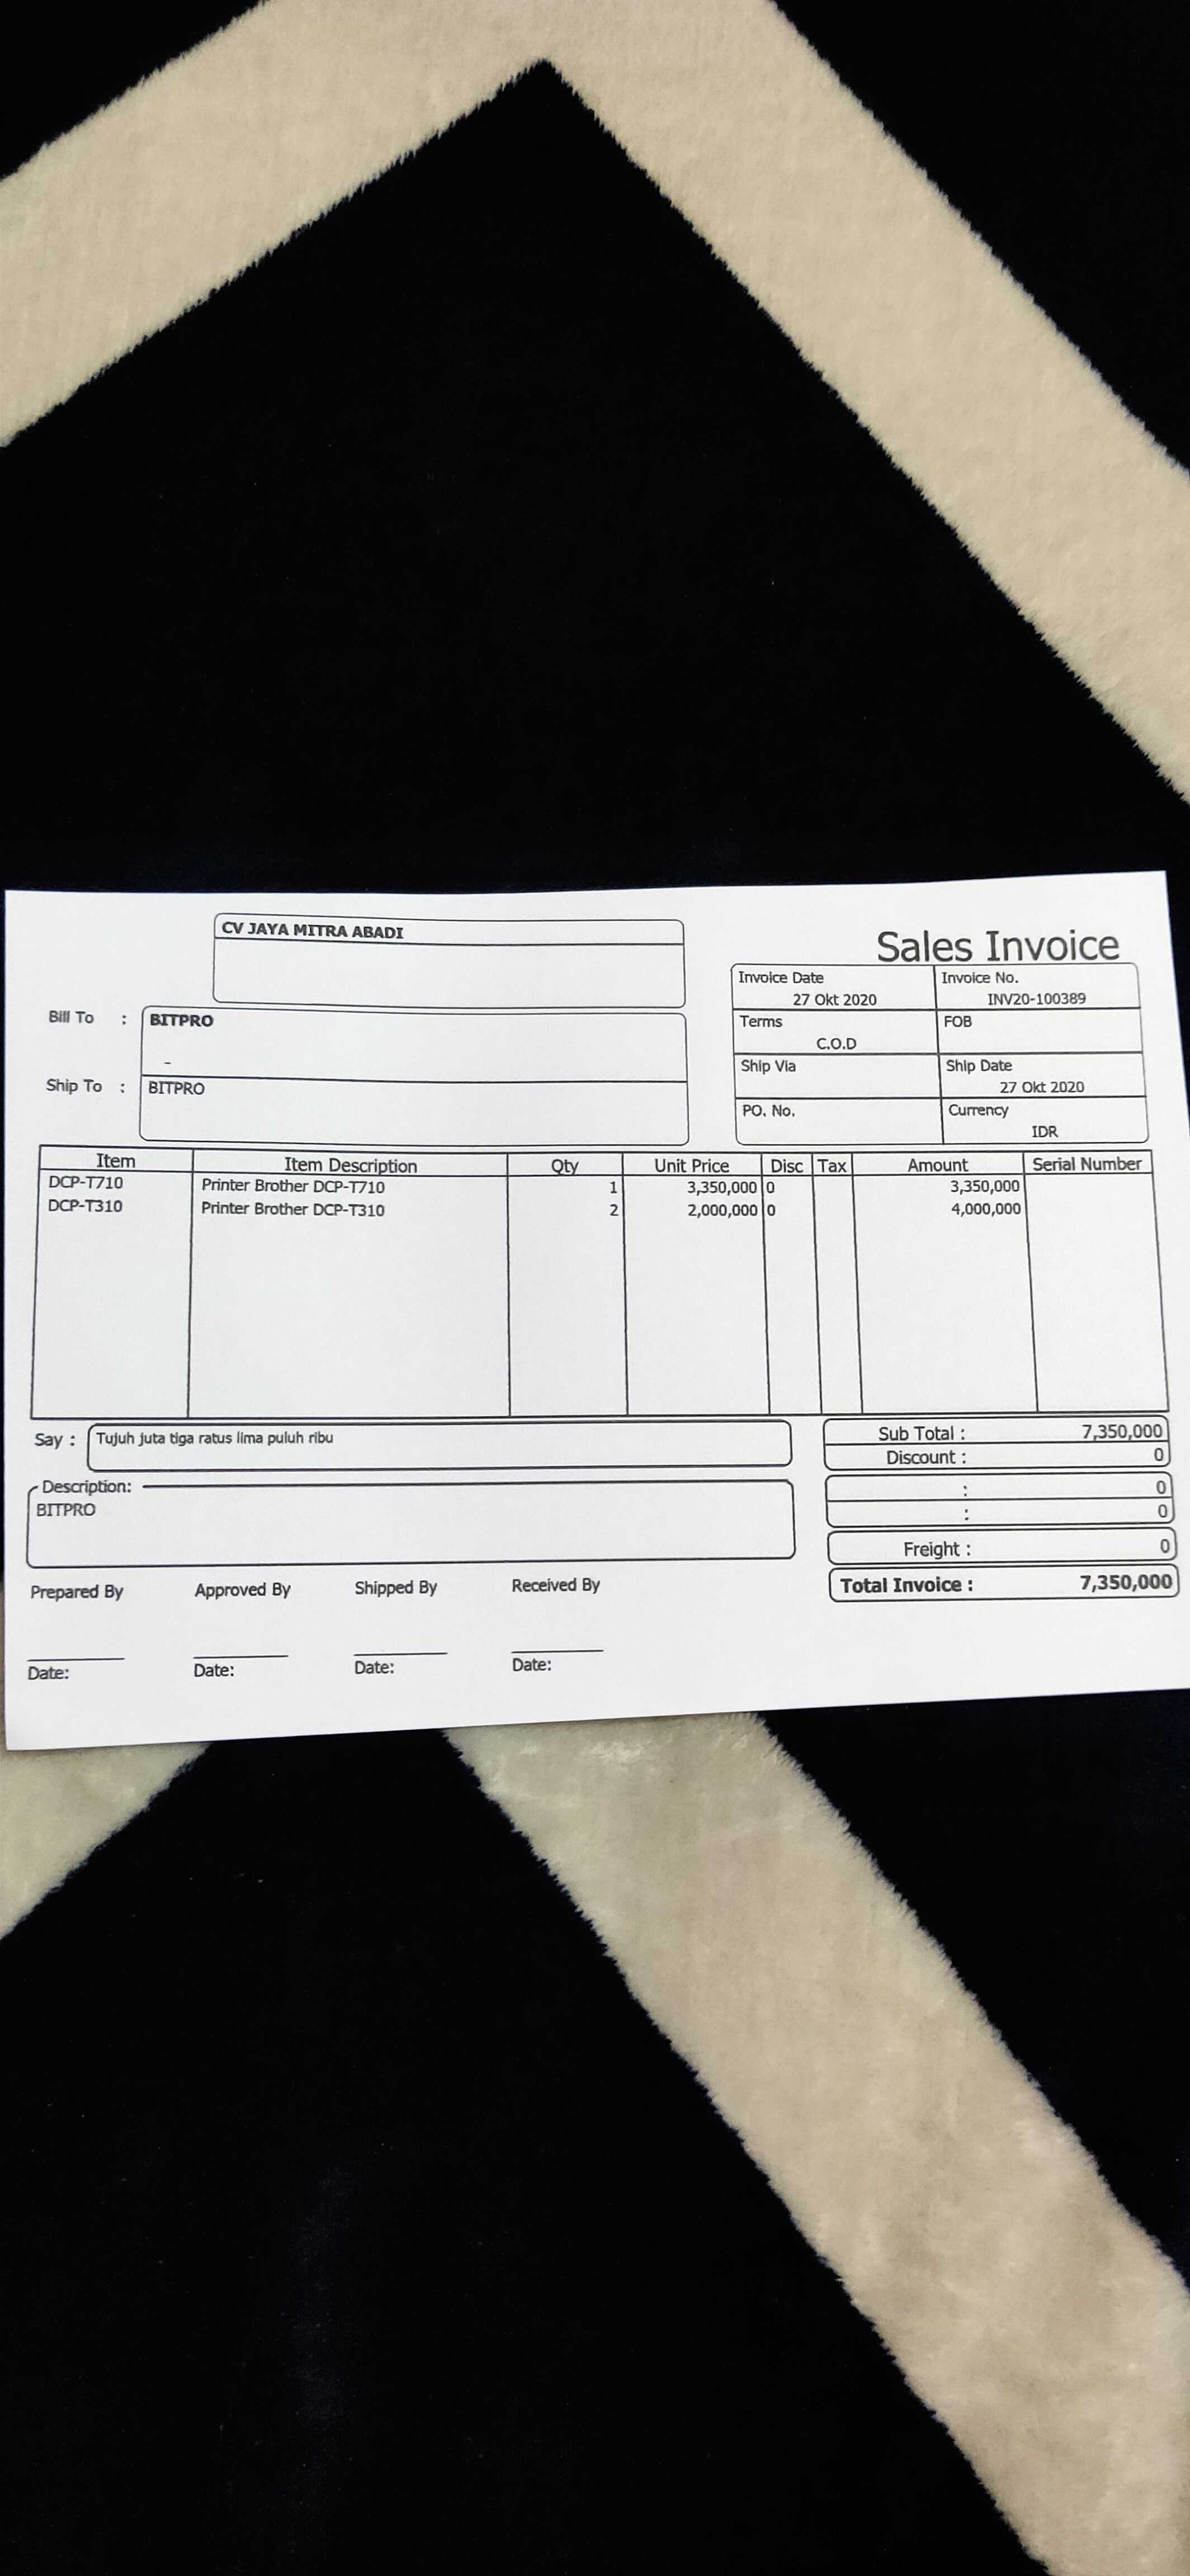 CV JAYA MITRA ABADI
Sales Invoice
Invoice Date Invoice No.
27 Okt 2020 INV20-100389
Bill To : BITPRO
-
Terms FOB
C.O.D
Ship To : BITPRO
Ship Via Ship Date
27 Okt 2020
PO. No. Currency
IDR
Item Item Description Qty Unit Price Disc Tax Amount Serial Number
DCP-T710 Printer Brother DCP-T710 1 3,350,000 0 3,350,000
DCP-T310 Printer Brother DCP-T310 2 2,000,000 0 4,000,000
Say : Tujuh juta tiga ratus lima puluh ribu
Sub Total : 7,350,000
Discount : 0
Description:
BITPRO
: 0
: 0
Freight : 0
Total Invoice : 7,350,000
Prepared By Approved By Shipped By Received By
Date: Date: Date: Date: